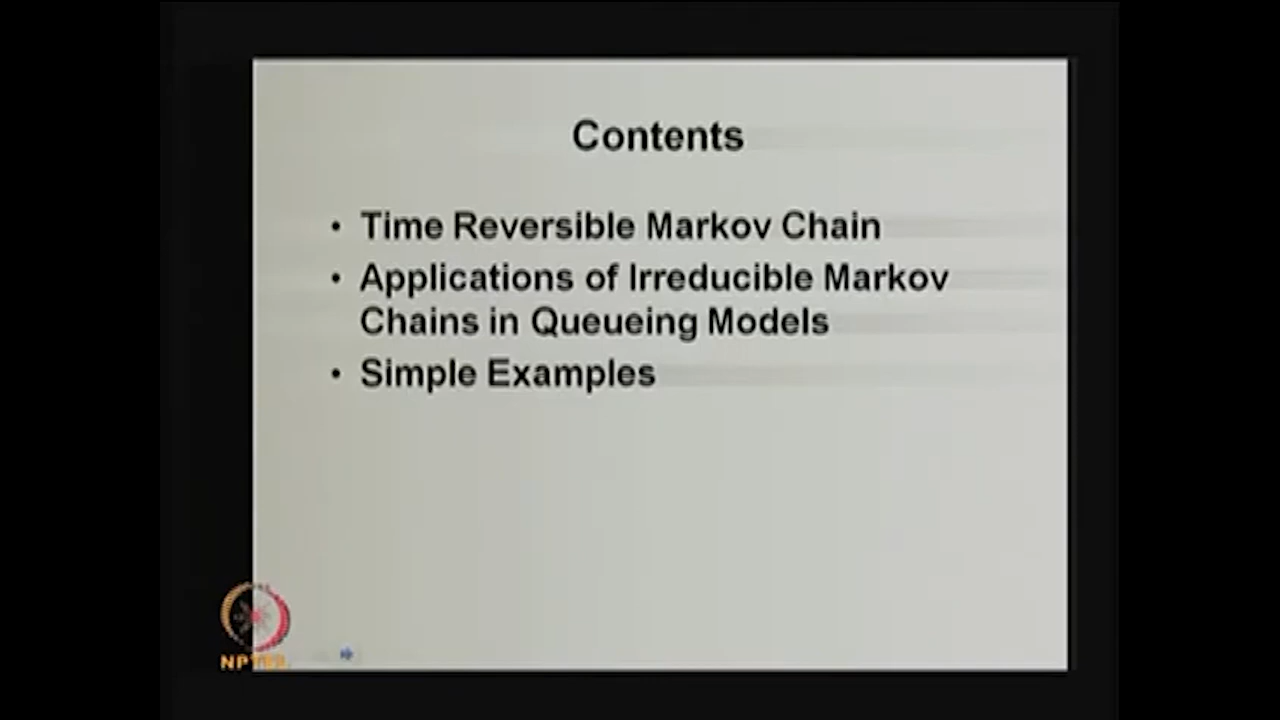 Contents
• Time Reversible Markov Chain
• Applications of Irreducible Markov
Chains in Queueing Models
• Simple Examples
NPTEL